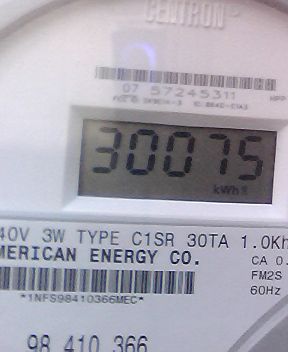 CENTRON
07 57245311
30075
kWh
40V 3W TYPE C1SR 30TA 1.0Kh
MERICAN ENERGY CO.
CA 0.
FM2S
60Hz
*1NFS98410366MEC*
98 410 366